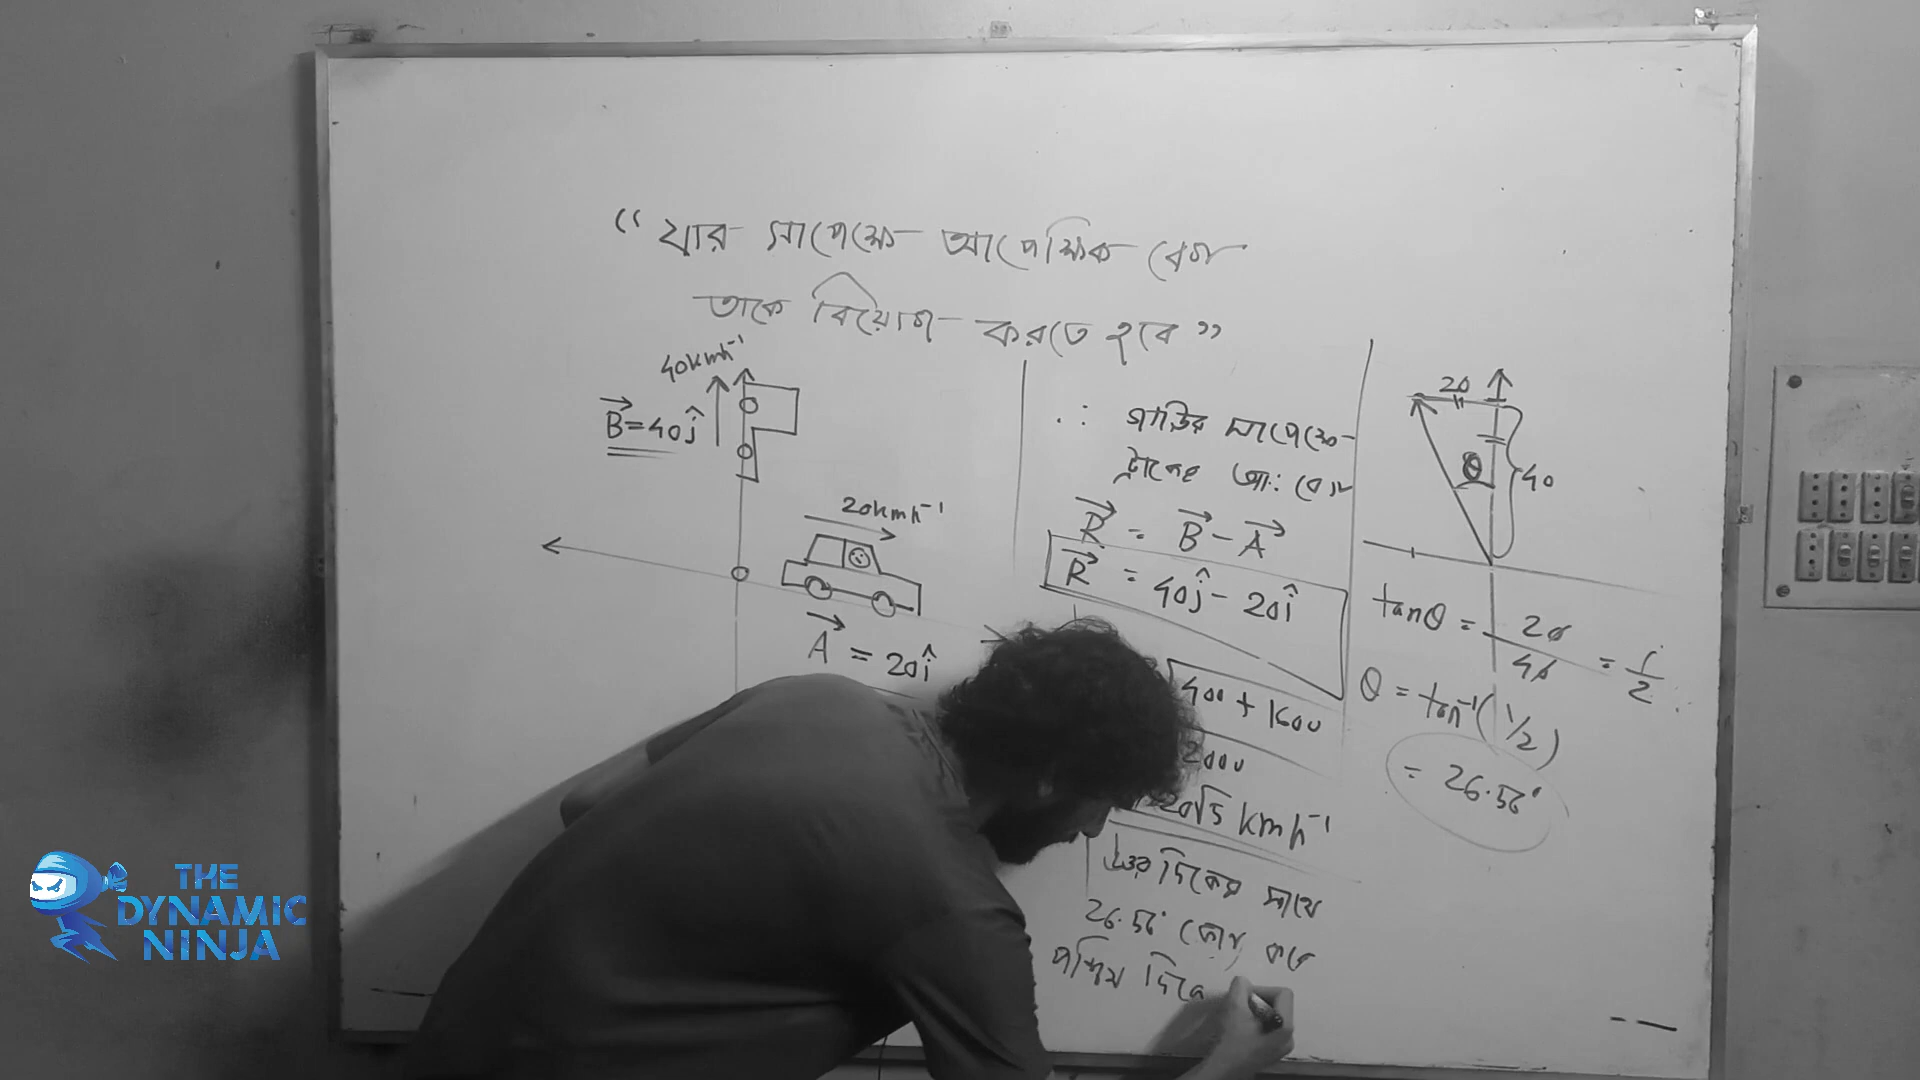 “ যার সাপেক্ষে আপেক্ষিক বেগ
তাকে বিয়োগ করতে হবে ”
40kmh⁻¹
B⃗=40ĵ
20kmh⁻¹
A⃗ = 20î
∴ গাড়ির সাপেক্ষে
ট্রাকের আঃ বেগ
R⃗ = B⃗ - A⃗
R⃗ = 40ĵ - 20î
400 + 1600
2000
20√5 kmh⁻¹
উত্তর দিকের সাথে
26.56° কোণ করে
পশ্চিম দিকে
20
θ
40
tanθ = 20/40 = 1/2
θ = tan⁻¹(1/2)
= 26.56°
THE
DYNAMIC
NINJA